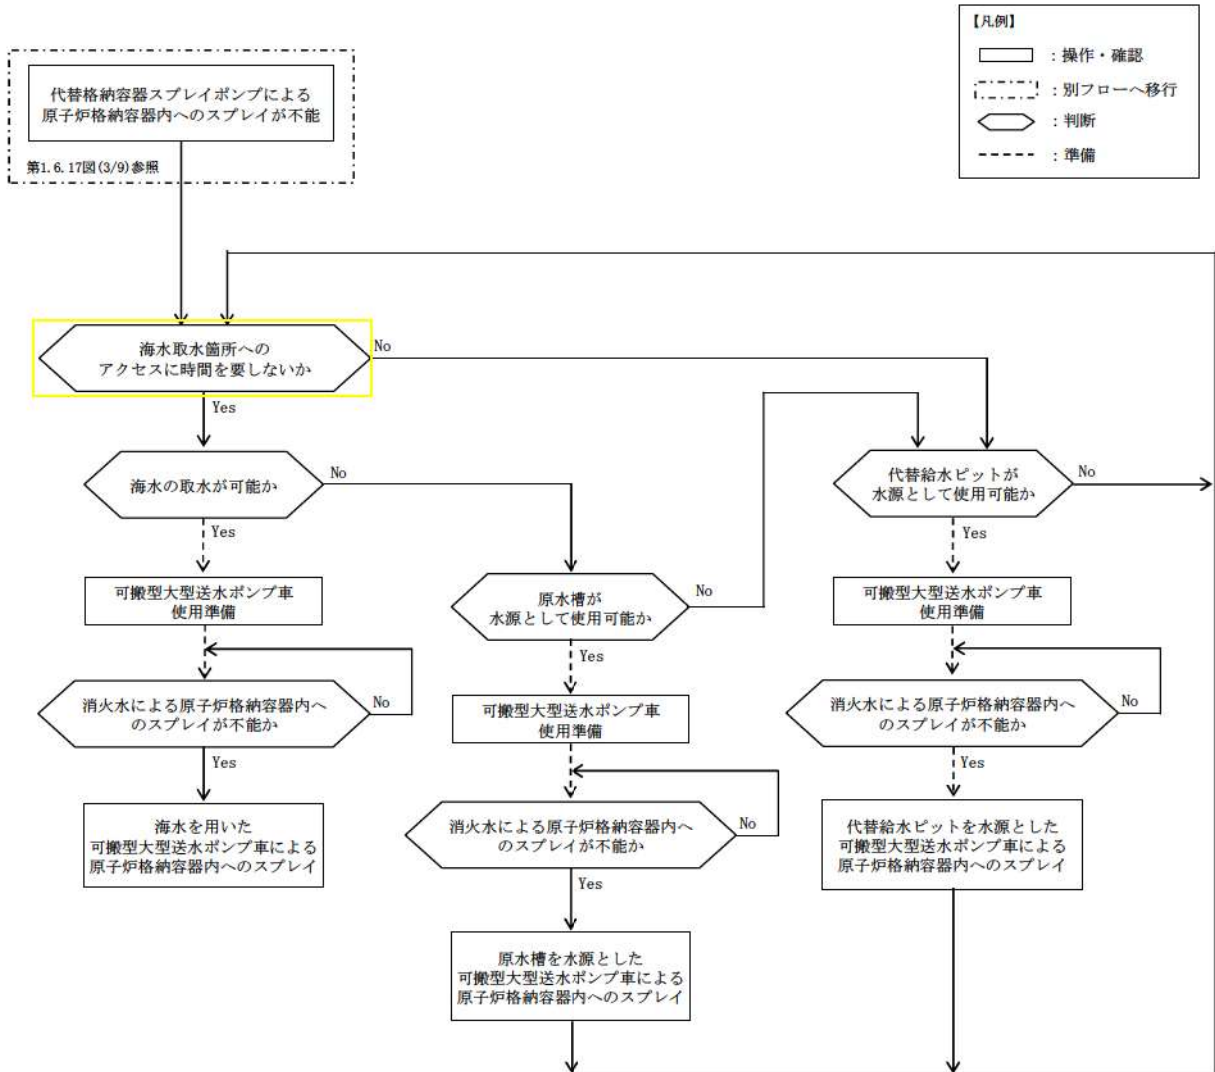 【凡例】
：操作・確認
：別フローへ移行
：判断
：準備
代替格納容器スプレイポンプによる
原子炉格納容器内へのスプレイが不能
第1.6.17図(3/9)参照
海水取水箇所への
アクセスに時間を要しないか
No
Yes
海水の取水が可能か
No
Yes
可搬型大型送水ポンプ車
使用準備
消火水による原子炉格納容器内へ
のスプレイが不能か
No
Yes
海水を用いた
可搬型大型送水ポンプ車による
原子炉格納容器内へのスプレイ
原水槽が
水源として使用可能か
No
Yes
可搬型大型送水ポンプ車
使用準備
消火水による原子炉格納容器内へ
のスプレイが不能か
No
Yes
原水槽を水源とした
可搬型大型送水ポンプ車による
原子炉格納容器内へのスプレイ
代替給水ピットが
水源として使用可能か
No
Yes
可搬型大型送水ポンプ車
使用準備
消火水による原子炉格納容器内へ
のスプレイが不能か
No
Yes
代替給水ピットを水源とした
可搬型大型送水ポンプ車による
原子炉格納容器内へのスプレイ